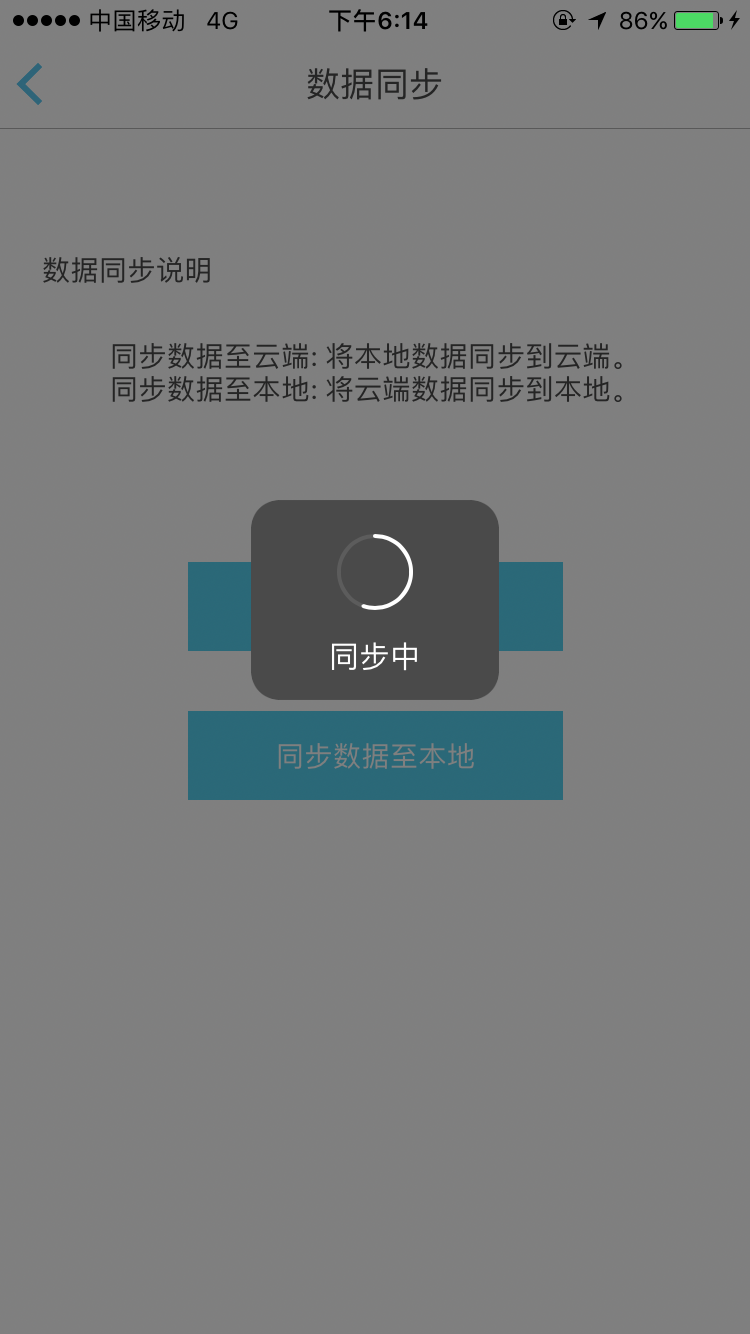 中国移动 4G 下午6:14 86%
数据同步
数据同步说明
同步数据至云端: 将本地数据同步到云端。
同步数据至本地: 将云端数据同步到本地。
同步中
同步数据至本地